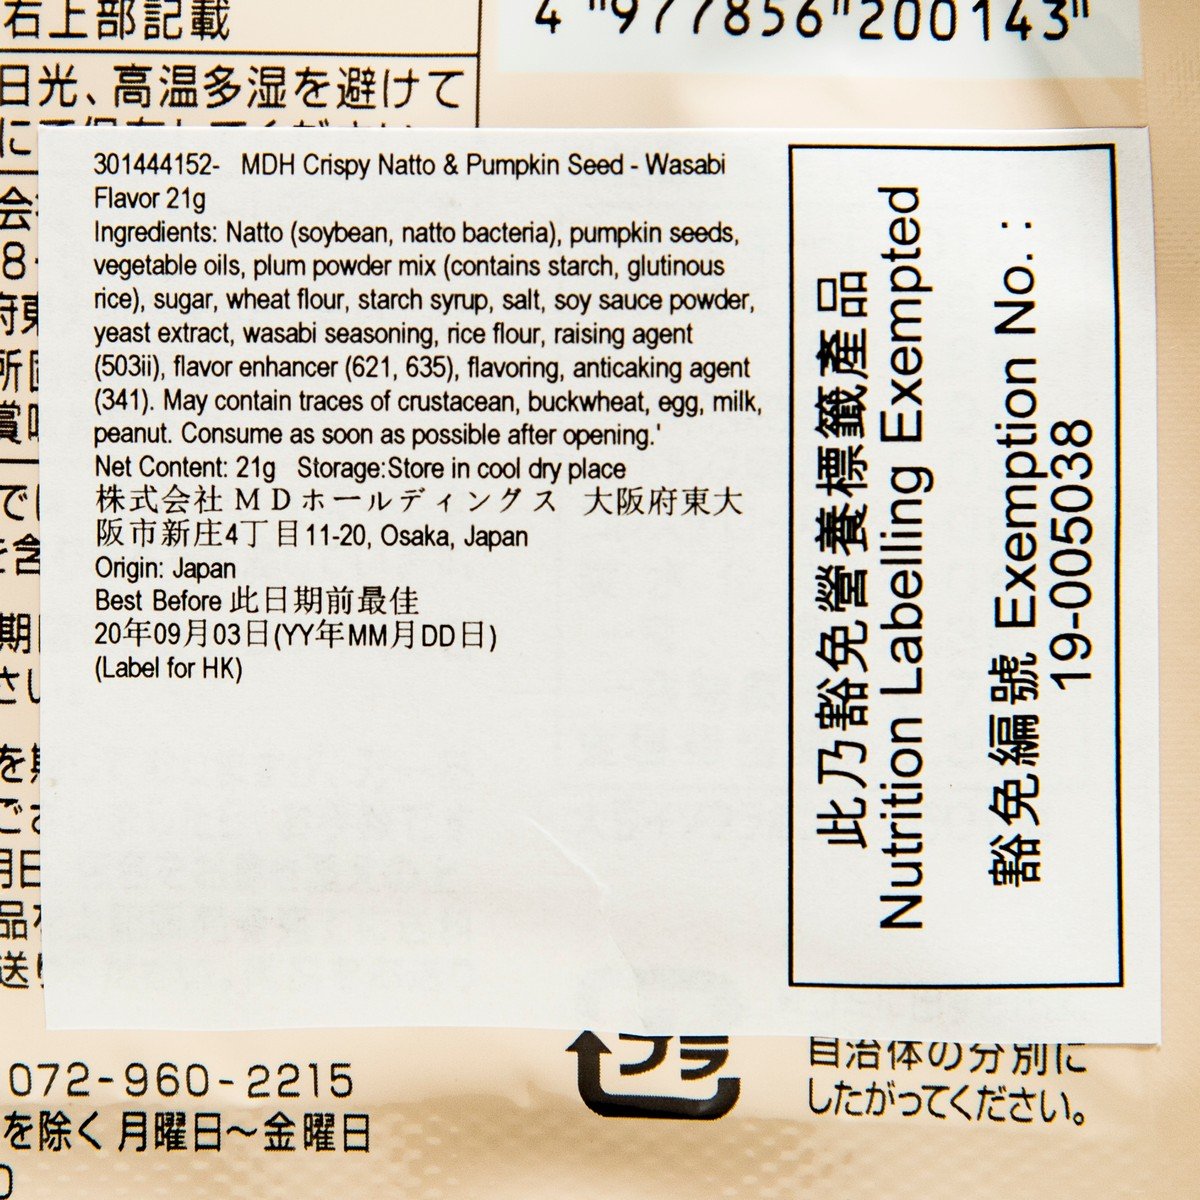 右上部記載
4 "977856"200143"
日光、高温多湿を避けて
301444152- MDH Crispy Natto & Pumpkin Seed - Wasabi
Flavor 21g
Ingredients: Natto (soybean, natto bacteria), pumpkin seeds,
vegetable oils, plum powder mix (contains starch, glutinous
rice), sugar, wheat flour, starch syrup, salt, soy sauce powder,
yeast extract, wasabi seasoning, rice flour, raising agent
(503ii), flavor enhancer (621, 635), flavoring, anticaking agent
(341). May contain traces of crustacean, buckwheat, egg, milk,
peanut. Consume as soon as possible after opening.'
Net Content: 21g Storage:Store in cool dry place
株式会社ＭＤホールディングス 大阪府東大
阪市新庄4丁目11-20, Osaka, Japan
Origin: Japan
Best Before 此日期前最佳
20年09月03日(YY年MM月DD日)
(Label for HK)
此乃豁免營養標籤產品
Nutrition Labelling Exempted
豁免編號 Exemption No. :
19-005038
プラ
自治体の分別に
したがってください。
072-960-2215
を除く月曜日〜金曜日